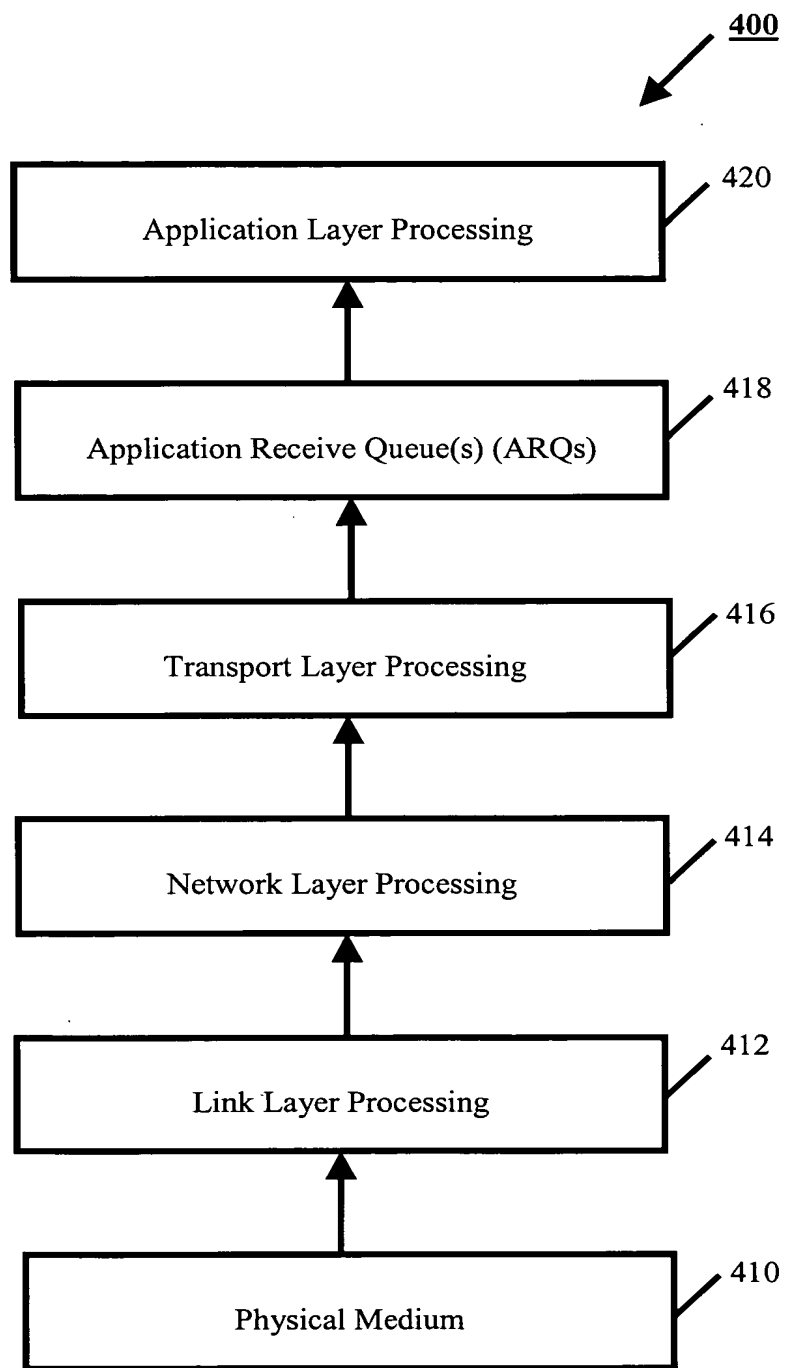 400
420
Application Layer Processing
418
Application Receive Queue(s) (ARQs)
416
Transport Layer Processing
414
Network Layer Processing
412
Link Layer Processing
410
Physical Medium